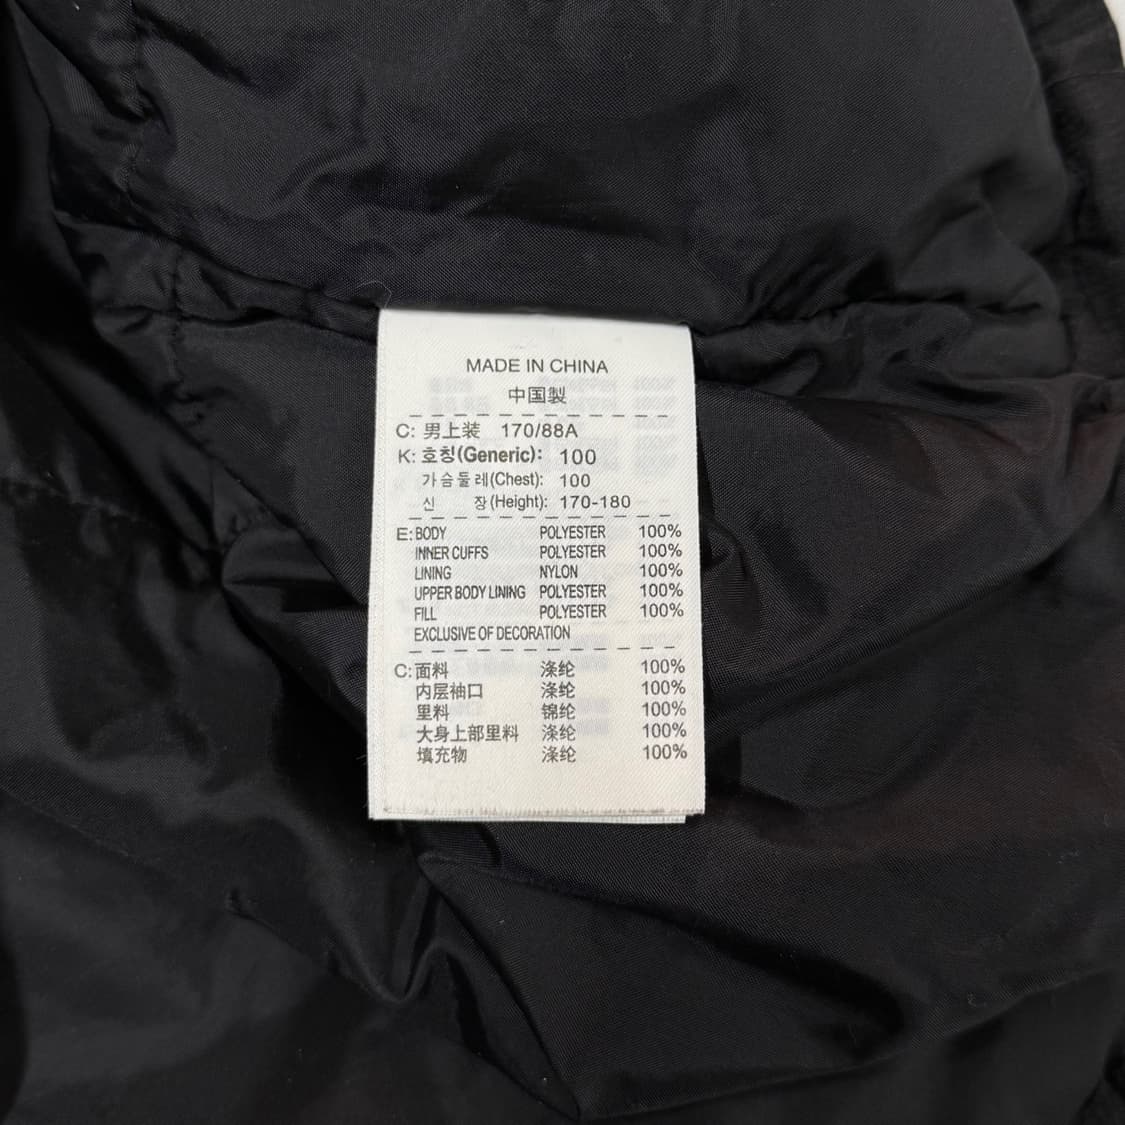 MADE IN CHINA
中国製
C: 男上装 170/88A
K: 호칭(Generic): 100
가슴둘레(Chest): 100
신 장(Height): 170-180
E: BODY POLYESTER 100%
INNER CUFFS POLYESTER 100%
LINING NYLON 100%
UPPER BODY LINING POLYESTER 100%
FILL POLYESTER 100%
EXCLUSIVE OF DECORATION
C: 面料 涤纶 100%
内层袖口 涤纶 100%
里料 锦纶 100%
大身上部里料 涤纶 100%
填充物 涤纶 100%